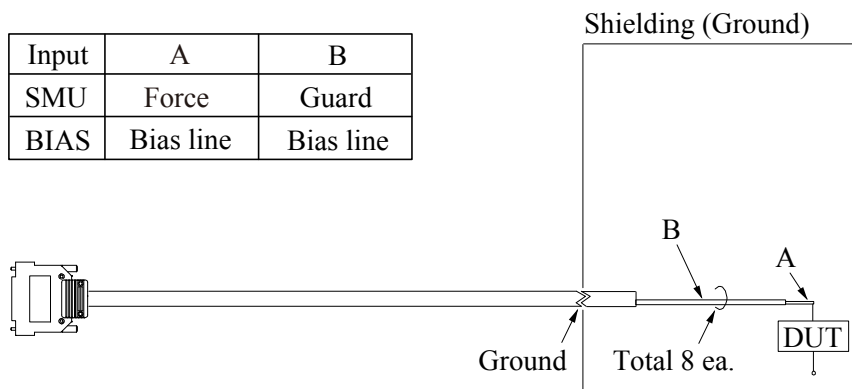 Shielding (Ground)
Input A B
SMU Force Guard
BIAS Bias line Bias line
B
A
DUT
Ground
Total 8 ea.